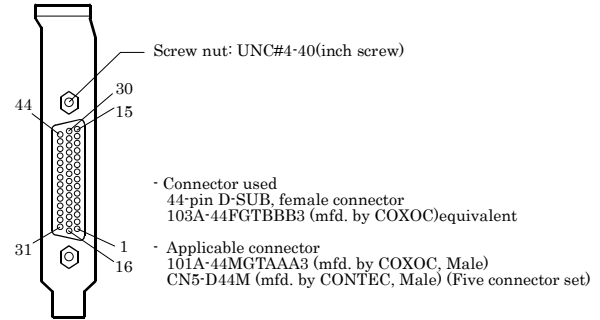 Screw nut: UNC#4-40(inch screw)
30
44
15
- Connector used
44-pin D-SUB, female connector
103A-44FGTBBB3 (mfd. by COXOC)equivalent
31
1
16
- Applicable connector
101A-44MGTAAA3 (mfd. by COXOC, Male)
CN5-D44M (mfd. by CONTEC, Male) (Five connector set)